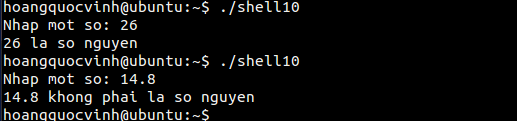 hoangquocvinh@ubuntu:~$ ./shell10
Nhap mot so: 26
26 la so nguyen
hoangquocvinh@ubuntu:~$ ./shell10
Nhap mot so: 14.8
14.8 khong phai la so nguyen
hoangquocvinh@ubuntu:~$